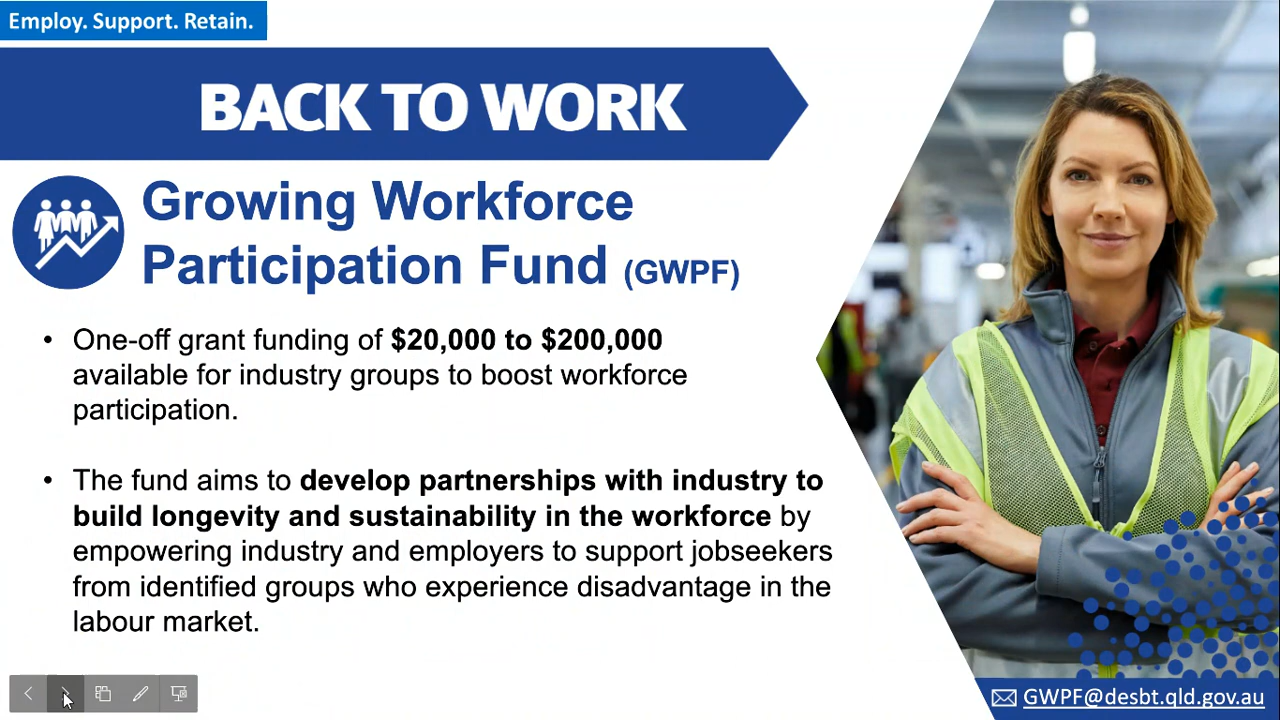 Employ. Support. Retain.
BACK TO WORK
Growing Workforce
Participation Fund (GWPF)
• One-off grant funding of $20,000 to $200,000
available for industry groups to boost workforce
participation.
• The fund aims to develop partnerships with industry to
build longevity and sustainability in the workforce by
empowering industry and employers to support jobseekers
from identified groups who experience disadvantage in the
labour market.
GWPF@desbt.qld.gov.au